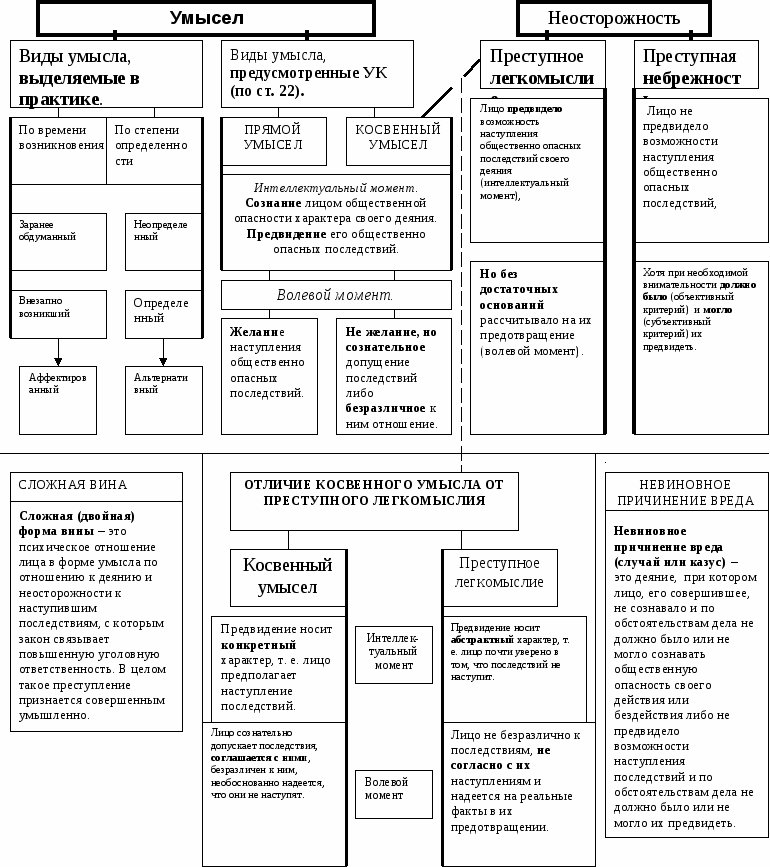 Умысел
Неосторожность
Виды умысла,
выделяемые в
практике.
Виды умысла,
предусмотренные УК
(по ст. 22).
Преступное
легкомысли
Преступная
небрежност
По времени
возникновения
По степени
определенно
сти
ПРЯМОЙ
УМЫСЕЛ
КОСВЕННЫЙ
УМЫСЕЛ
Интеллектуальный момент.
Сознание лицом общественной
опасности характера своего деяния.
Предвидение его общественно
опасных последствий.
Заранее
обдуманный
Неопределе
нный
Внезапно
возникший
Определе
нный
Аффектиров
анный
Альтернати
вный
Волевой момент.
Желание
наступления
общественно
опасных
последствий.
Не желание, но
сознательное
допущение
последствий
либо
безразличное к
ним отношение.
Лицо предвидело
возможность
наступления
общественно опасных
последствий своего
деяния
(интеллектуальный
момент),
Но без
достаточных
оснований
рассчитывало на их
предотвращение
(волевой момент).
Лицо не
предвидело
возможности
наступления
общественно
опасных
последствий,
Хотя при необходимой
внимательности должно
было (объективный
критерий) и могло
(субъективный
критерий) их
предвидеть.
СЛОЖНАЯ ВИНА
Сложная (двойная)
форма вины – это
психическое отношение
лица в форме умысла по
отношению к деянию и
неосторожности к
наступившим
последствиям, с которым
закон связывает
повышенную уголовную
ответственность. В целом
такое преступление
признается совершенным
умышленно.
ОТЛИЧИЕ КОСВЕННОГО УМЫСЛА ОТ
ПРЕСТУПНОГО ЛЕГКОМЫСЛИЯ
Косвенный
умысел
Преступное
легкомыслие
Предвидение носит
конкретный
характер, т. е. лицо
предполагает
наступление
последствий.
Интеллек-
туальный
момент
Предвидение носит
абстрактный характер, т.
е. лицо почти уверено в
том, что последствий не
наступит.
Лицо сознательно
допускает последствия,
соглашается с ними,
безразличен к ним,
необоснованно надеется,
что они не наступят.
Волевой
момент
Лицо не безразлично к
последствиям, не
согласно с их
наступлениям и
надеется на реальные
факты в их
предотвращении.
НЕВИНОВНОЕ
ПРИЧИНЕНИЕ ВРЕДА
Невиновное
причинение вреда
(случай или казус) –
это деяние, при котором
лицо, его совершившее,
не сознавало и по
обстоятельствам дела не
должно было или не
могло сознавать
общественную
опасность своего
действия или
бездействия либо не
предвидело
возможности
наступления
последствий и по
обстоятельствам дела не
должно было или не
могло их предвидеть.